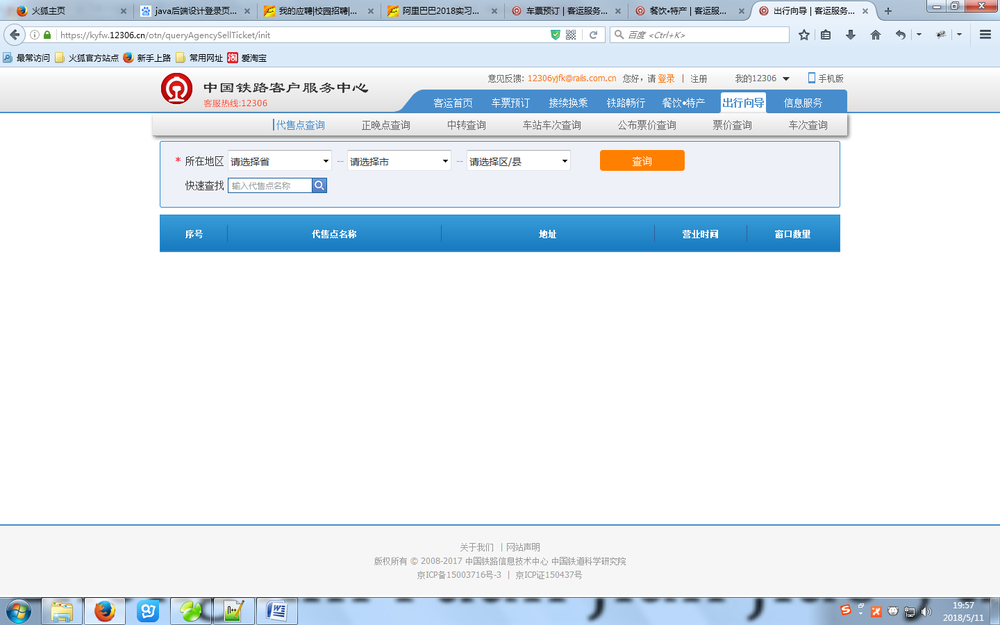 火狐主页
java后端设计登录页...
我的应聘|校园招聘|...
阿里巴巴2018实习...
车票预订 | 客运服务...
餐饮•特产 | 客运服...
出行向导 | 客运服务...
https://kyfw.12306.cn/otn/queryAgencySellTicket/init
百度 <Ctrl+K>
最常访问 火狐官方站点 新手上路 常用网址 淘 爱淘宝
意见反馈: 12306yjfk@rails.com.cn 您好，请 登录 | 注册 我的12306 手机版
中国铁路客户服务中心
客服热线:12306
客运首页 车票预订 接续换乘 铁路畅行 餐饮•特产 出行向导 信息服务
代售点查询 正晚点查询 中转查询 车站车次查询 公布票价查询 票价查询 车次查询
* 所在地区 请选择省 -- 请选择市 -- 请选择区/县 查询
快速查找 输入代售点名称
序号 代售点名称 地址 营业时间 窗口数量
关于我们 | 网站声明
版权所有 © 2008-2017 中国铁路信息技术中心 中国铁道科学研究院
京ICP备15003716号-3 | 京ICP证150437号
19:57
2018/5/11